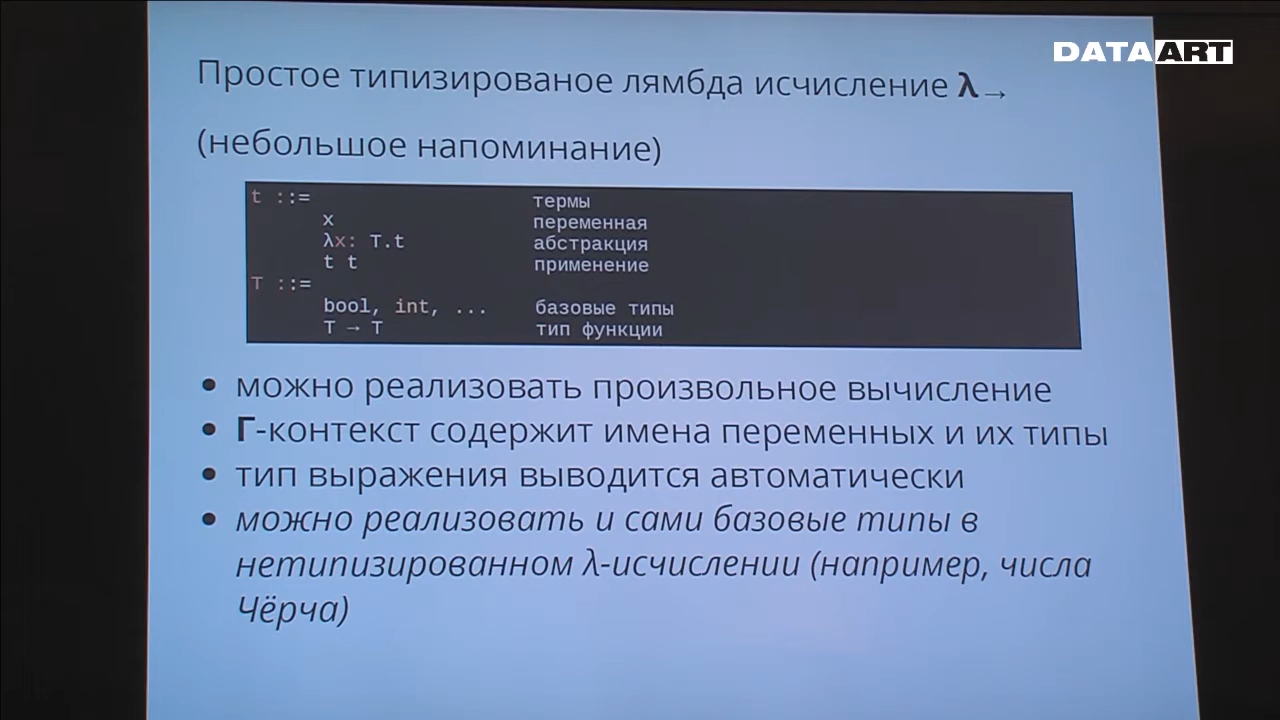 DATAART
Простое типизированое лямбда исчисление λ→
(небольшое напоминание)
t ::= термы
x переменная
λx: T.t абстракция
t t применение
T ::=
bool, int, ... базовые типы
T → T тип функции
• можно реализовать произвольное вычисление
• Γ-контекст содержит имена переменных и их типы
• тип выражения выводится автоматически
• можно реализовать и сами базовые типы в
нетипизированном λ-исчислении (например, числа
Чёрча)